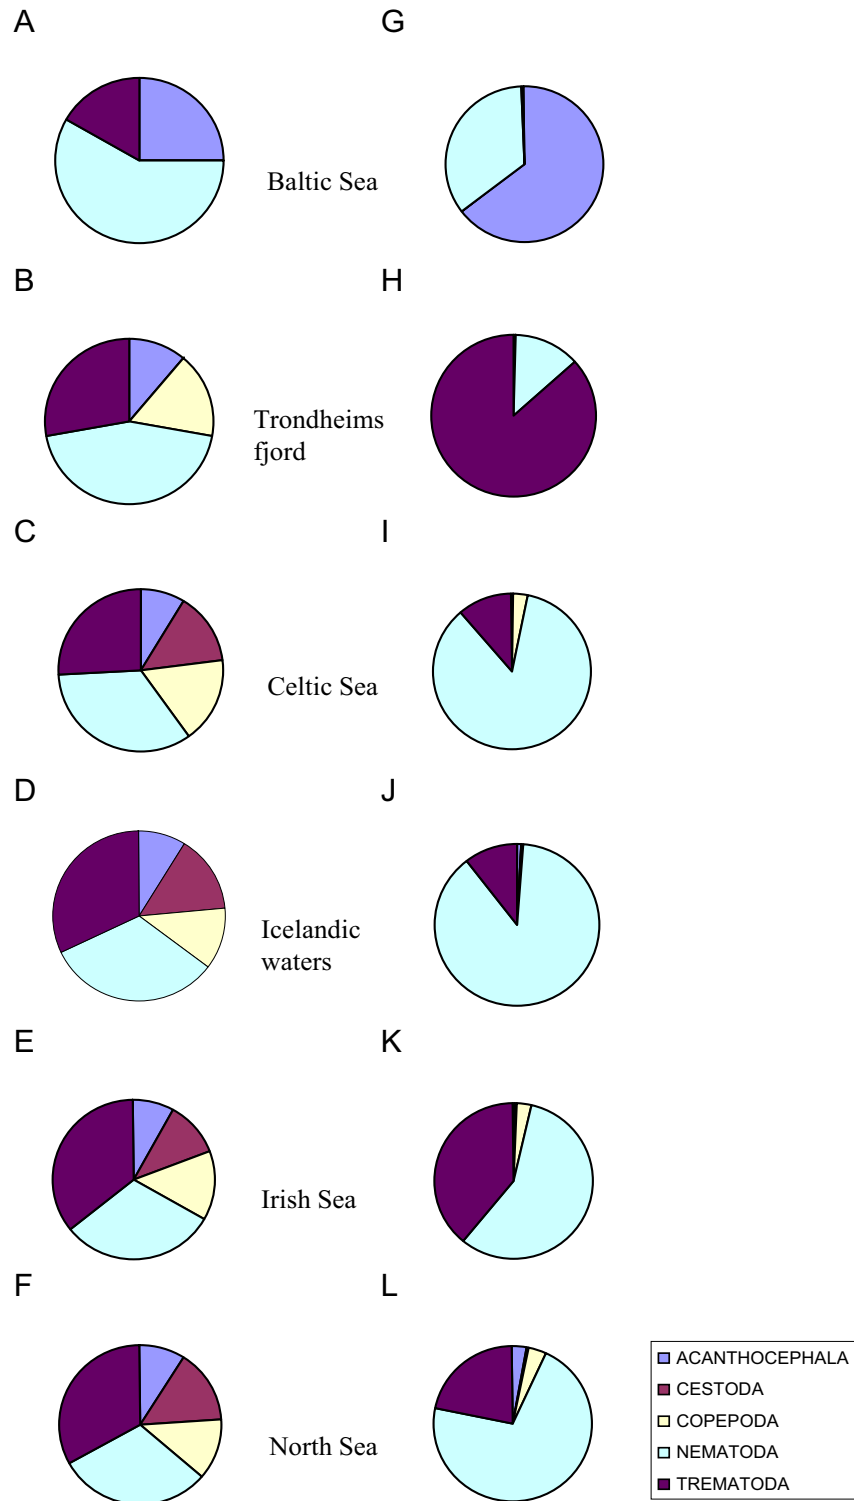 A
G
Baltic Sea
B
H
Trondheims
fjord
C
I
Celtic Sea
D
J
Icelandic
waters
E
K
Irish Sea
F
L
North Sea
ACANTHOCEPHALA
CESTODA
COPEPODA
NEMATODA
TREMATODA